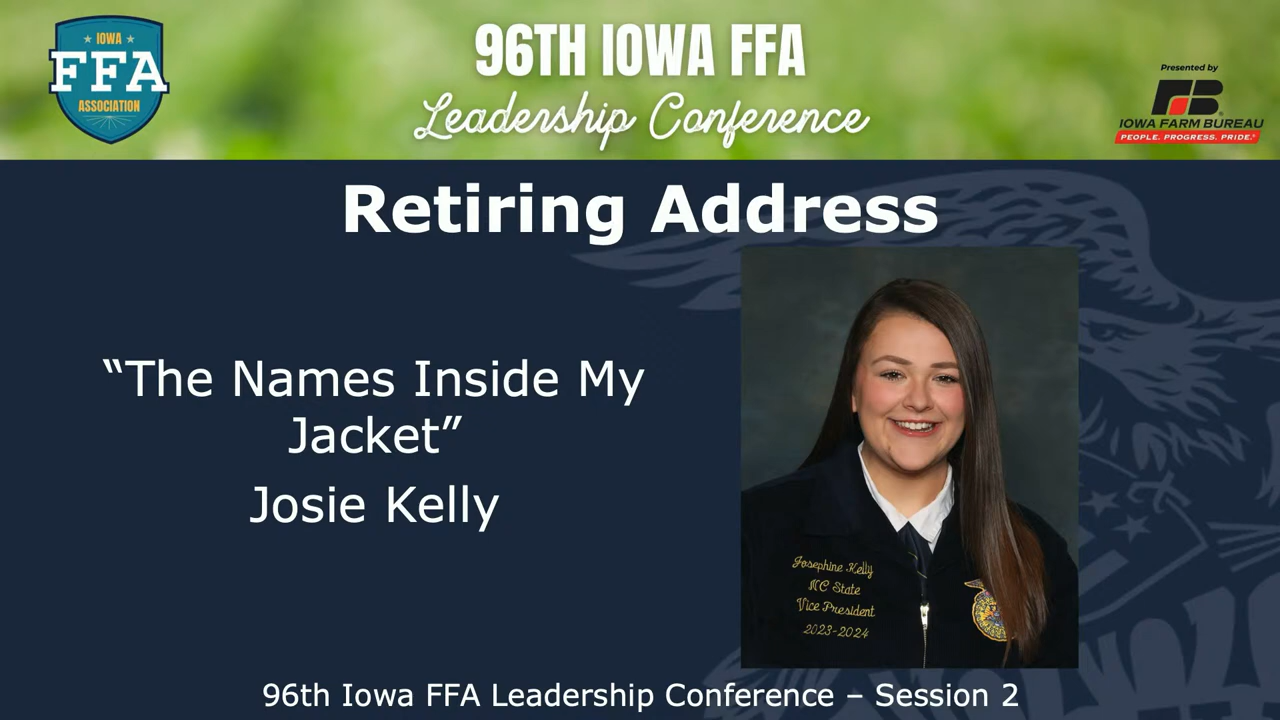 ★ IOWA ★
FFA
ASSOCIATION
96TH IOWA FFA
Leadership Conference
Presented by
FB
IOWA FARM BUREAU
PEOPLE. PROGRESS. PRIDE.®
Retiring Address
“The Names Inside My
Jacket”
Josie Kelly
Josephine Kelly
NC State
Vice President
2023-2024
96th Iowa FFA Leadership Conference – Session 2